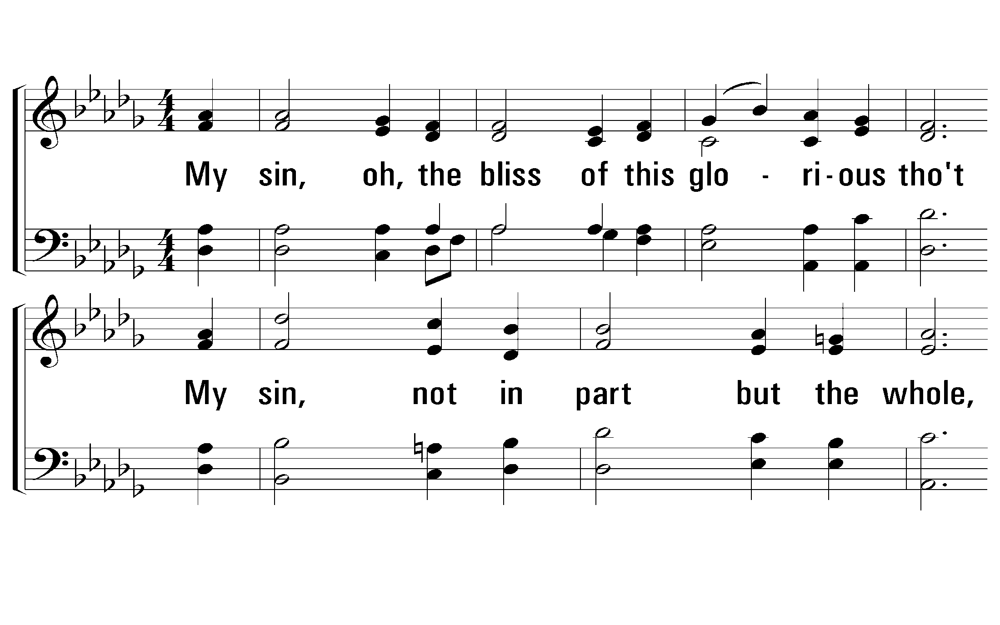 My sin, oh, the bliss of this glo - ri - ous tho't
My sin, not in part but the whole,